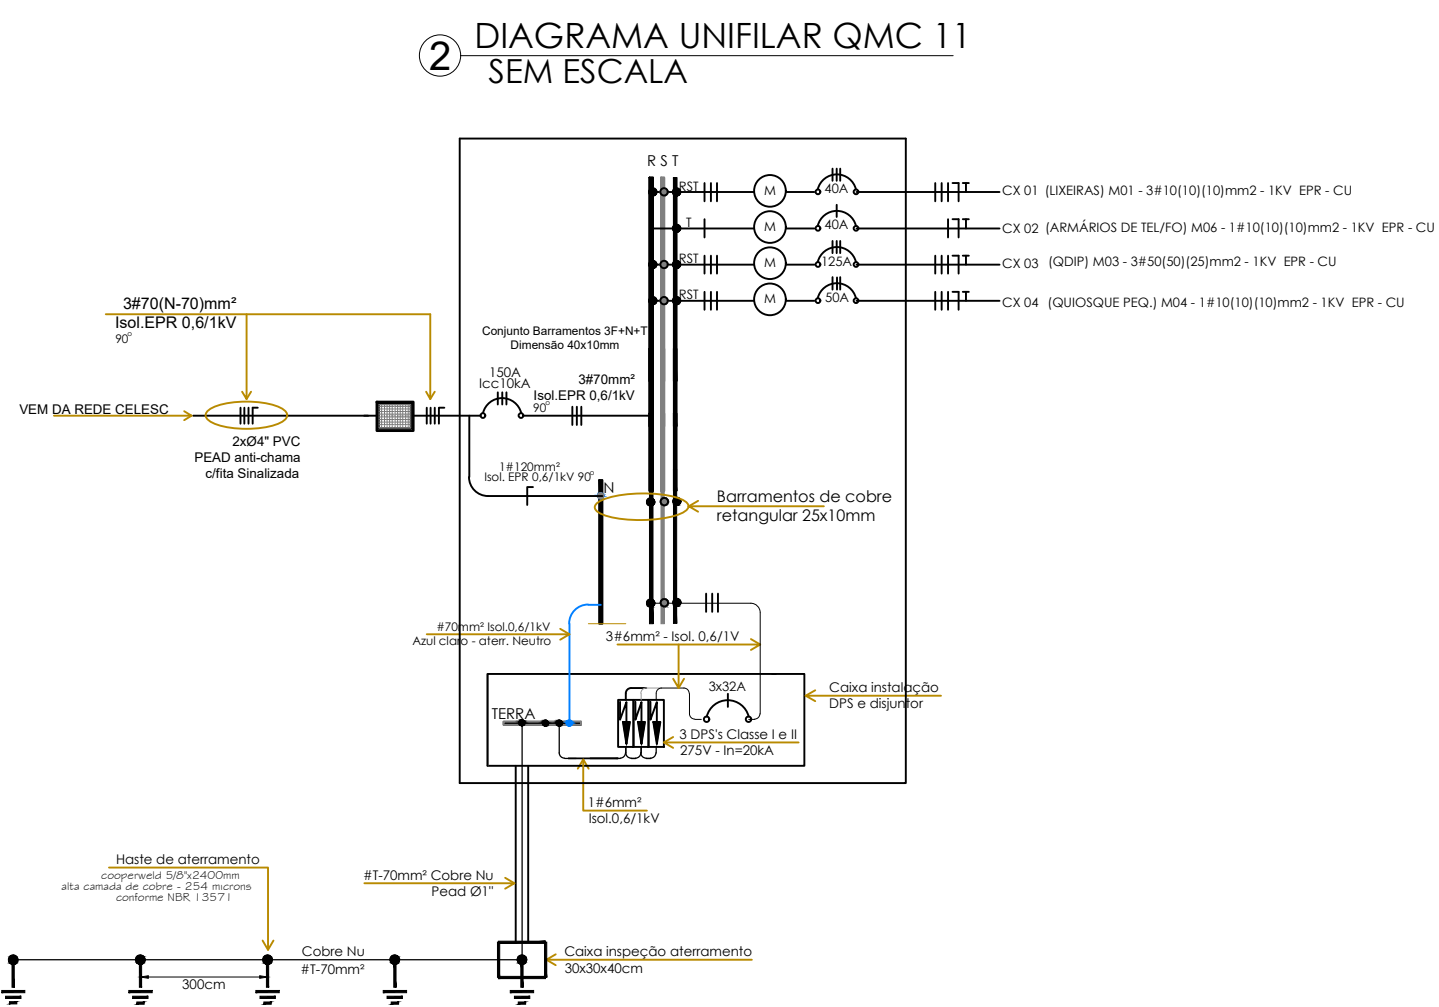 2
DIAGRAMA UNIFILAR QMC 11
SEM ESCALA
R S T
RST
M
40A
CX 01 (LIXEIRAS) M01 - 3#10(10)(10)mm2 - 1KV EPR - CU
T
M
40A
CX 02 (ARMÁRIOS DE TEL/FO) M06 - 1#10(10)(10)mm2 - 1KV EPR - CU
RST
M
125A
CX 03 (QDIP) M03 - 3#50(50)(25)mm2 - 1KV EPR - CU
RST
M
50A
CX 04 (QUIOSQUE PEQ.) M04 - 1#10(10)(10)mm2 - 1KV EPR - CU
3#70(N-70)mm²
Isol.EPR 0,6/1kV
90°
Conjunto Barramentos 3F+N+T
Dimensão 40x10mm
150A
Icc10kA
3#70mm²
Isol.EPR 0,6/1kV
90°
VEM DA REDE CELESC
2xØ4" PVC
PEAD anti-chama
c/fita Sinalizada
1#120mm²
Isol. EPR 0,6/1kV 90°
N
Barramentos de cobre
retangular 25x10mm
#70mm² Isol.0,6/1kV
Azul claro - aterr. Neutro
3#6mm² - Isol. 0,6/1V
3x32A
Caixa instalação
DPS e disjuntor
TERRA
3 DPS's Classe I e II
275V - In=20kA
1#6mm²
Isol.0,6/1kV
Haste de aterramento
cooperweld 5/8"x2400mm
alta camada de cobre - 254 microns
conforme NBR 13571
#T-70mm² Cobre Nu
Pead Ø1"
Cobre Nu
#T-70mm²
Caixa inspeção aterramento
30x30x40cm
300cm